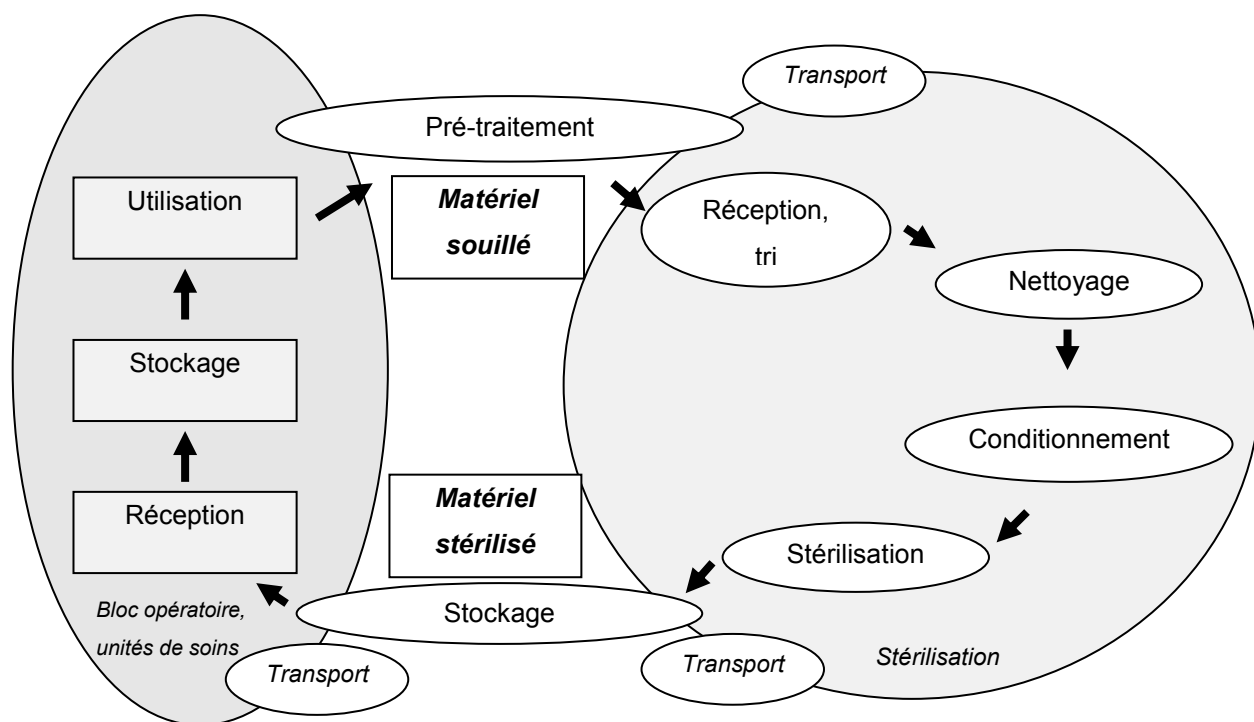 Transport
Pré-traitement
Utilisation
Matériel
souillé
Réception,
tri
Nettoyage
Stockage
Conditionnement
Réception
Matériel
stérilisé
Stérilisation
Bloc opératoire,
unités de soins
Stockage
Transport
Transport
Stérilisation